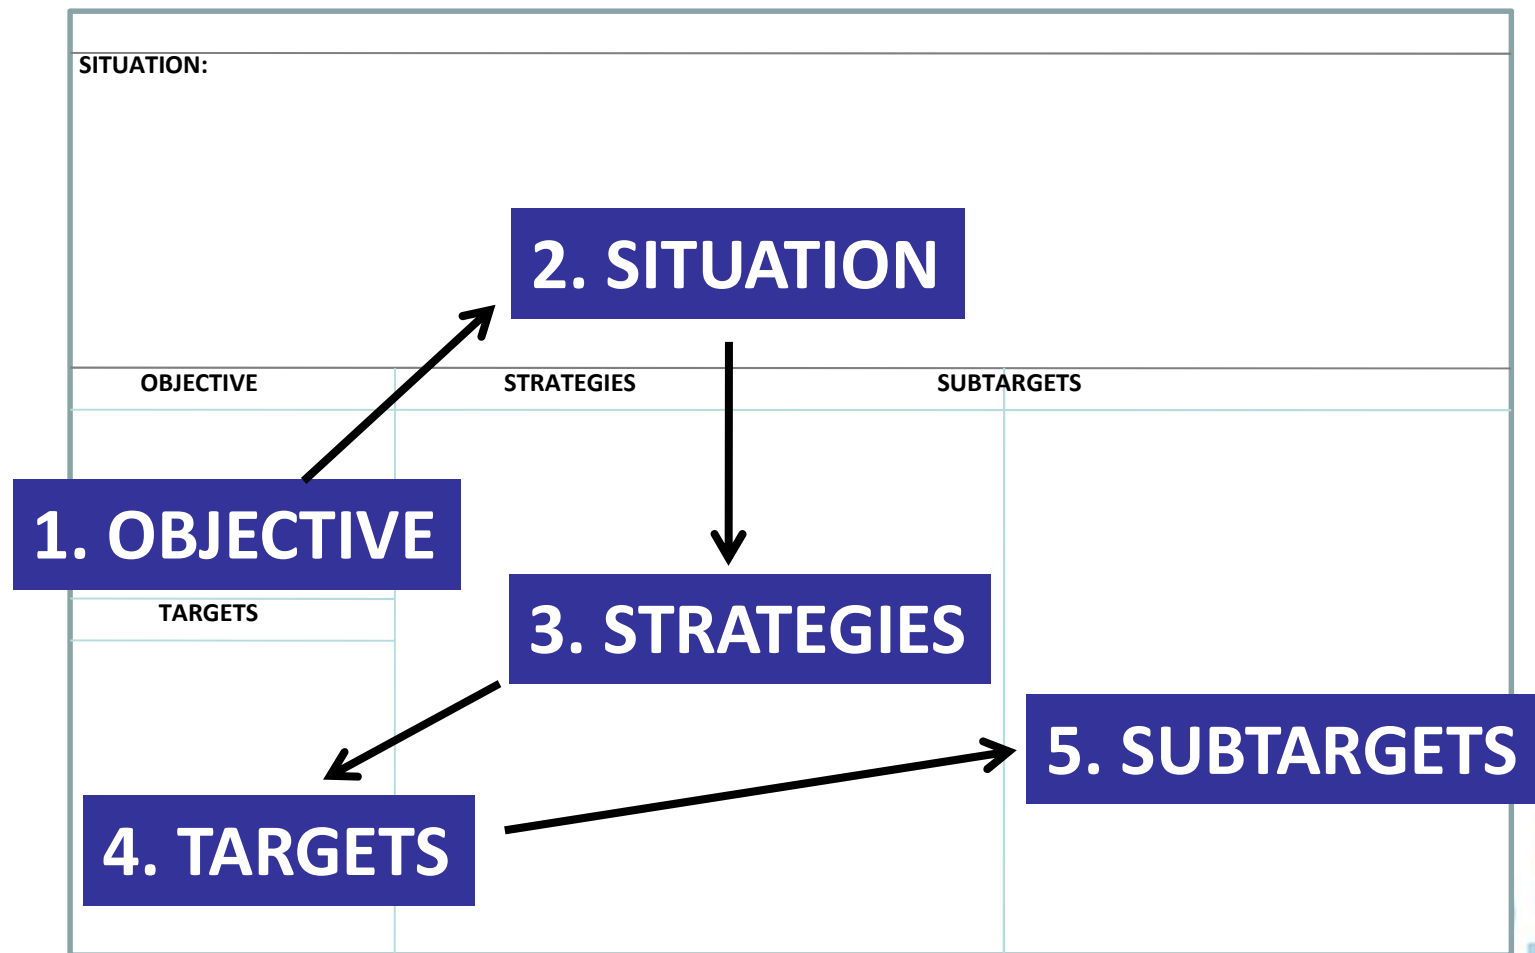 SITUATION:
2. SITUATION
OBJECTIVE
STRATEGIES
SUBTARGETS
1. OBJECTIVE
TARGETS
3. STRATEGIES
5. SUBTARGETS
4. TARGETS